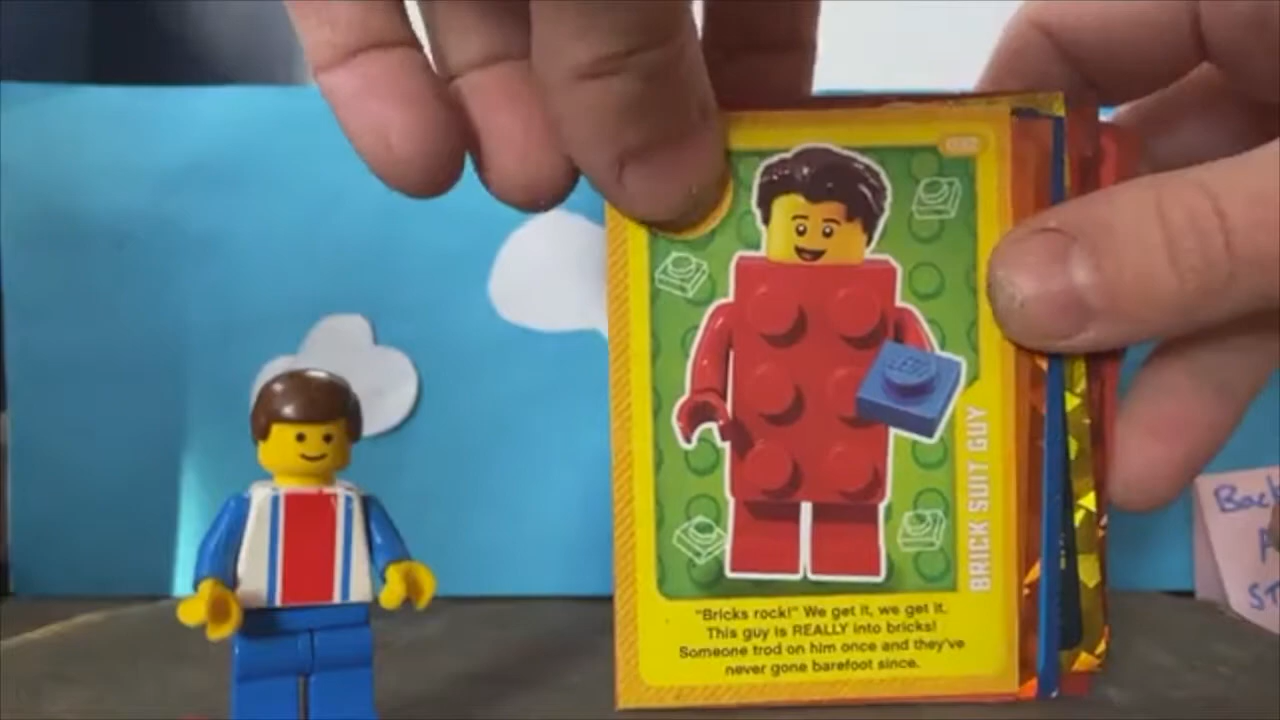 LEGO
BRICK SUIT GUY
"Bricks rock!" We get it, we get it.
This guy is REALLY into bricks!
Someone trod on him once and they've
never gone barefoot since.